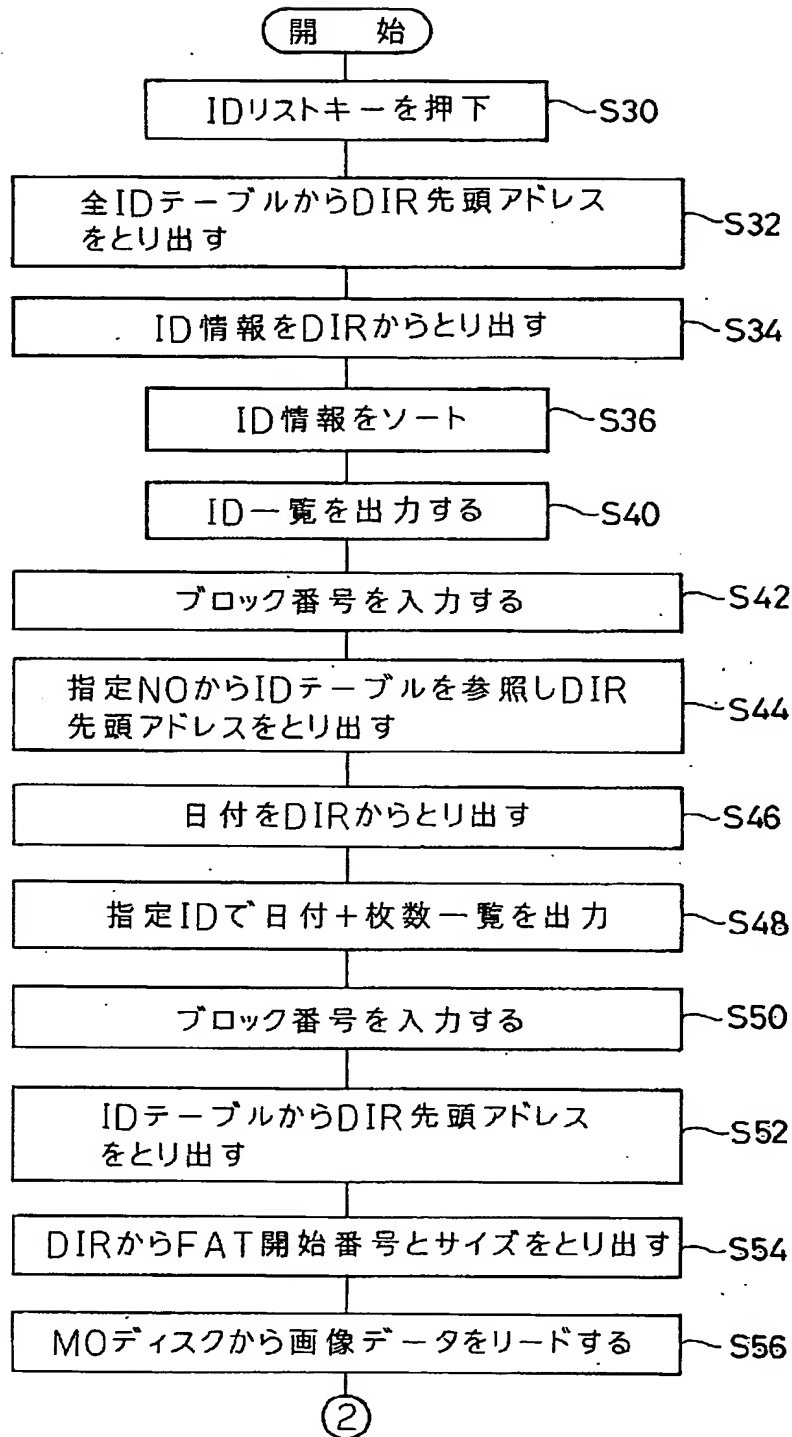 開 始
IDリストキーを押下
S30
全IDテーブルからDIR先頭アドレス
をとり出す
S32
ID情報をDIRからとり出す
S34
ID情報をソート
S36
ID一覧を出力する
S40
ブロック番号を入力する
S42
指定NOからIDテーブルを参照しDIR
先頭アドレスをとり出す
S44
日付をDIRからとり出す
S46
指定IDで日付+枚数一覧を出力
S48
ブロック番号を入力する
S50
IDテーブルからDIR先頭アドレス
をとり出す
S52
DIRからFAT開始番号とサイズをとり出す
S54
MOディスクから画像データをリードする
S56
2